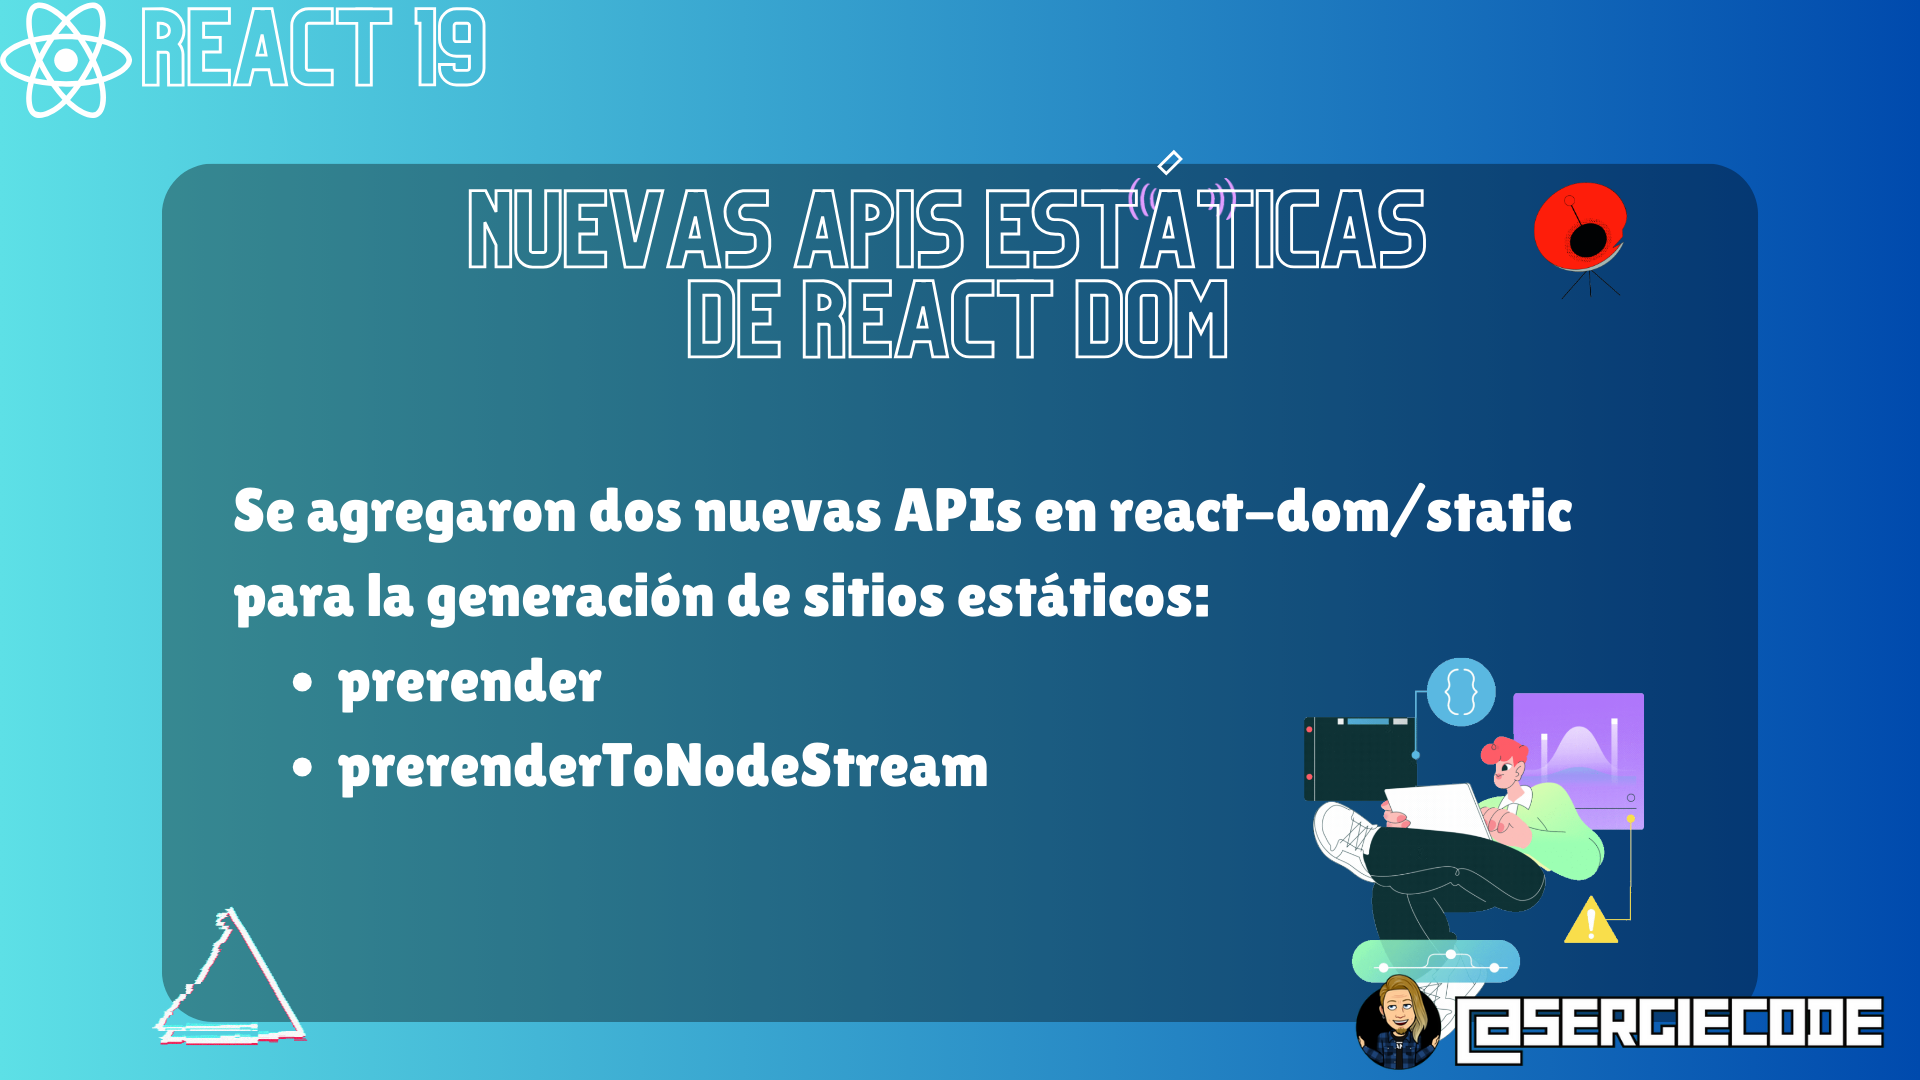 REACT 19
NUEVAS APIS ESTÁTICAS
DE REACT DOM
Se agregaron dos nuevas APIs en react-dom/static
para la generación de sitios estáticos:
• prerender
• prerenderToNodeStream
@SERGIECODE